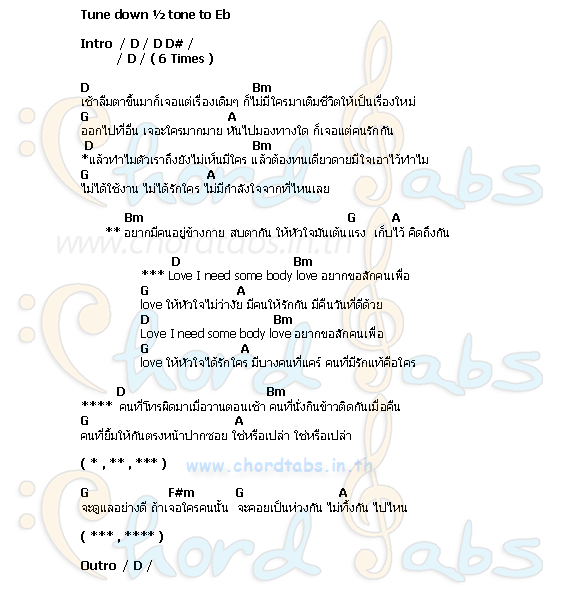 Tune down ½ tone to Eb
Intro / D / D D# /
/ D / ( 6 Times )
D Bm
เช้าลืมตาขึ้นมาก็เจอแต่เรื่องเดิมๆ ก็ไม่มีใครมาเติมชีวิตให้เป็นเรื่องใหม่
G A
ออกไปที่อื่น เจอะใครมากมาย หันไปมองทางใด ก็เจอแต่คนรักกัน
D Bm
*แล้วทำไมตัวเราถึงยังไม่เห็นมีใคร แล้วต้องทนเดียวดายมีใจเอาไว้ทำไม
G A
ไม่ได้ใช้งาน ไม่ได้รักใคร ไม่มีกำลังใจจากที่ไหนเลย
Bm G A
** อยากมีคนอยู่ข้างกาย สบตากัน ให้หัวใจมันเต้นแรง เก็บไว้ คิดถึงกัน
www.chordtabs.in.th
D Bm
*** Love I need some body love อยากขอสักคนเพื่อ
G A
love ให้หัวใจไม่ว่างัย มีคนให้รักกัน มีคืนวันที่ดีด้วย
D Bm
Love I need some body love อยากขอสักคนเพื่อ
G A
love ให้หัวใจได้รักใคร มีบางคนที่แคร์ คนที่มีรักแท้คือใคร
D Bm
**** คนที่โทรผิดมาเมื่อวานตอนเช้า คนที่นั่งกินข้าวติดกันเมื่อคืน
G A
คนที่ยิ้มให้กันตรงหน้าปากซอย ใช่หรือเปล่า ใช่หรือเปล่า
( * , ** , *** )
www.chordtabs.in.th
G F#m G A
จะดูแลอย่างดี ถ้าเจอใครคนนั้น จะคอยเป็นห่วงกัน ไม่ทิ้งกัน ไปไหน
( *** , **** )
Outro / D /